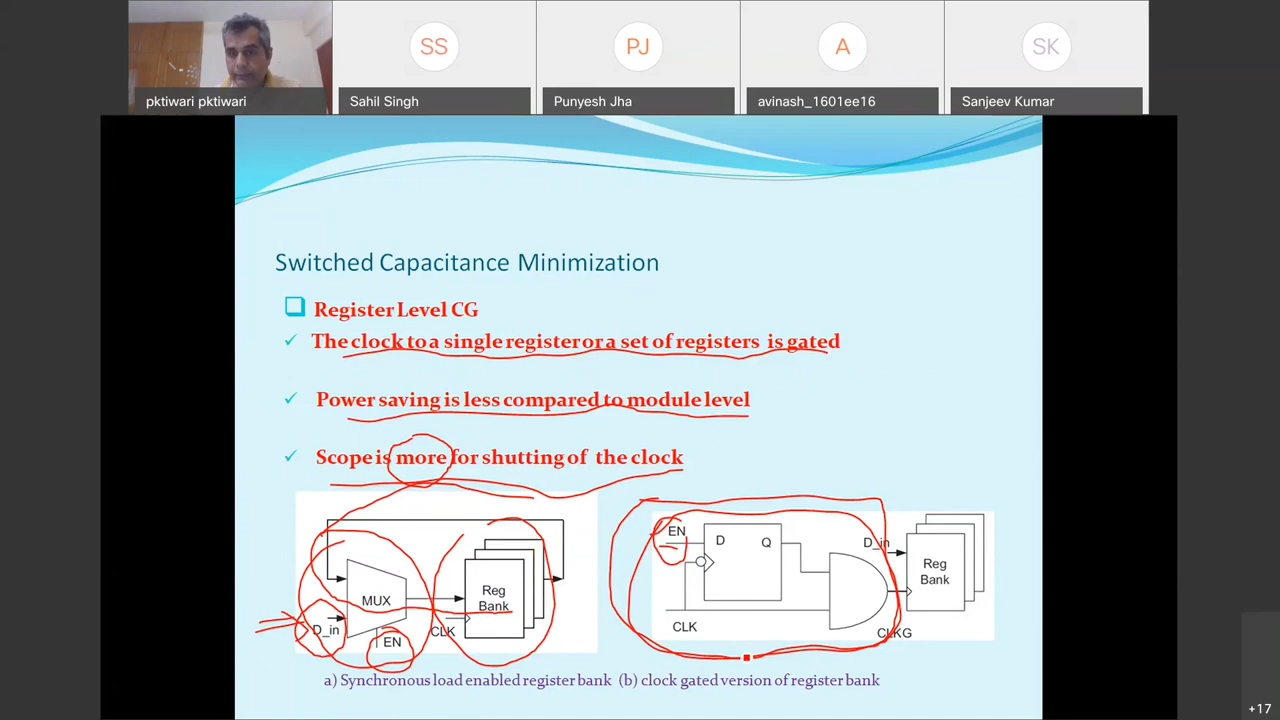 SS
PJ
A
SK
pktiwari pktiwari
Sahil Singh
Punyesh Jha
avinash_1601ee16
Sanjeev Kumar
Switched Capacitance Minimization
Register Level CG
The clock to a single register or a set of registers is gated
Power saving is less compared to module level
Scope is more for shutting of the clock
MUX
D_in
EN
CLK
Reg
Bank
EN
D
Q
CLK
D_in
Reg
Bank
CLKG
a) Synchronous load enabled register bank (b) clock gated version of register bank
+17